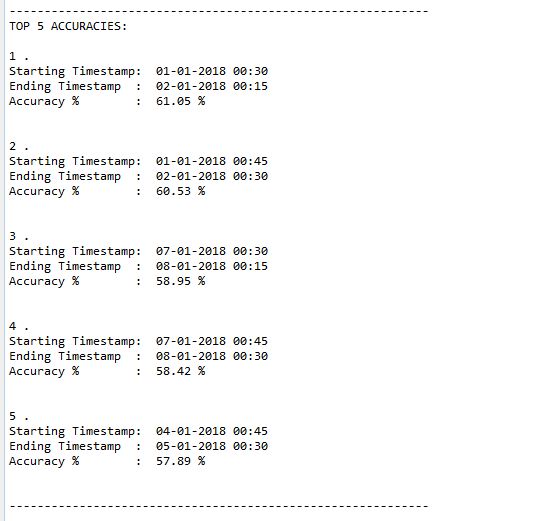 --------------------------------------------------------
TOP 5 ACCURACIES:
1 .
Starting Timestamp:  01-01-2018 00:30
Ending Timestamp  :  02-01-2018 00:15
Accuracy %        :  61.05 %
2 .
Starting Timestamp:  01-01-2018 00:45
Ending Timestamp  :  02-01-2018 00:30
Accuracy %        :  60.53 %
3 .
Starting Timestamp:  07-01-2018 00:30
Ending Timestamp  :  08-01-2018 00:15
Accuracy %        :  58.95 %
4 .
Starting Timestamp:  07-01-2018 00:45
Ending Timestamp  :  08-01-2018 00:30
Accuracy %        :  58.42 %
5 .
Starting Timestamp:  04-01-2018 00:45
Ending Timestamp  :  05-01-2018 00:30
Accuracy %        :  57.89 %
--------------------------------------------------------